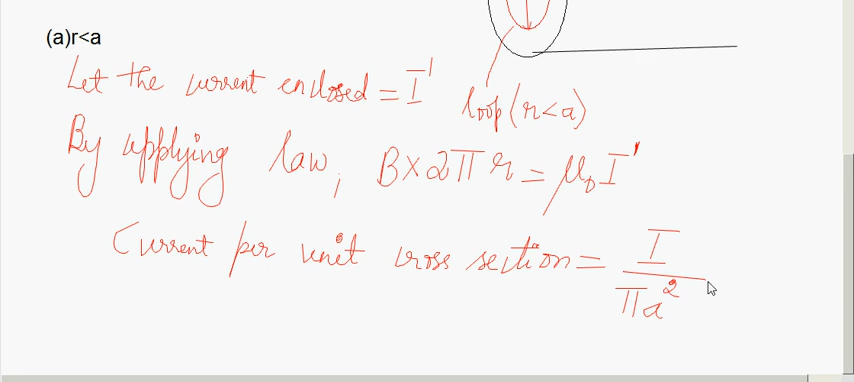 (a)r<a
Let the current enclosed = I'
loop (r<a)
By applying law, B×2πr = μ₀I'
Current per unit cross section = I/πa²